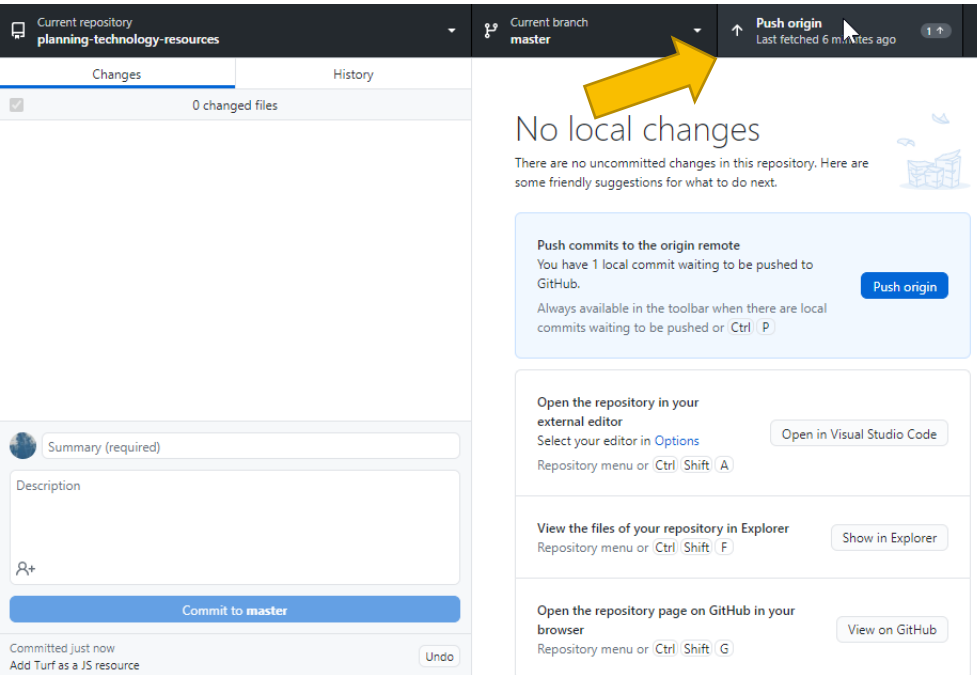 Current repository
planning-technology-resources
Current branch
master
Push origin
Last fetched 6 minutes ago
1
Changes
History
0 changed files
No local changes
There are no uncommitted changes in this repository. Here are
some friendly suggestions for what to do next.
Push commits to the origin remote
You have 1 local commit waiting to be pushed to
GitHub.
Always available in the toolbar when there are local
commits waiting to be pushed or Ctrl P
Push origin
Open the repository in your
external editor
Select your editor in Options
Repository menu or Ctrl Shift A
Open in Visual Studio Code
View the files of your repository in Explorer
Repository menu or Ctrl Shift F
Show in Explorer
Open the repository page on GitHub in your
browser
Repository menu or Ctrl Shift G
View on GitHub
Summary (required)
Description
Commit to master
Committed just now
Add Turf as a JS resource
Undo